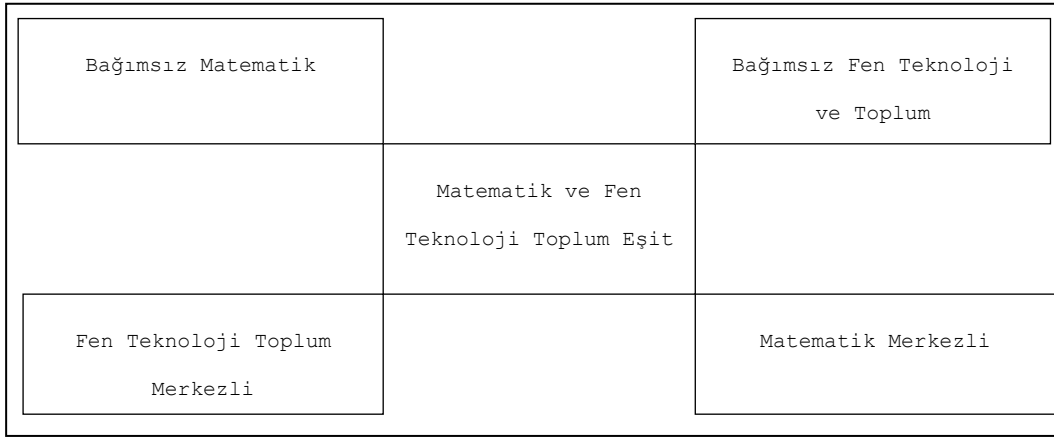 Bağımsız Matematik
Bağımsız Fen Teknoloji
ve Toplum
Matematik ve Fen
Teknoloji Toplum Eşit
Fen Teknoloji Toplum
Merkezli
Matematik Merkezli